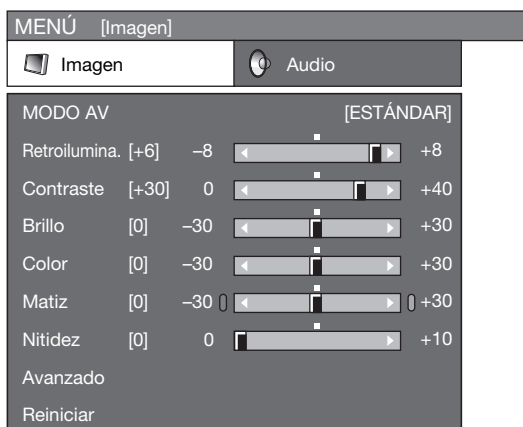 MENÚ [Imagen]
Imagen Audio
MODO AV [ESTÁNDAR]
Retroilumina. [+6] –8 +8
Contraste [+30] 0 +40
Brillo [0] –30 +30
Color [0] –30 +30
Matiz [0] –30 +30
Nitidez [0] 0 +10
Avanzado
Reiniciar